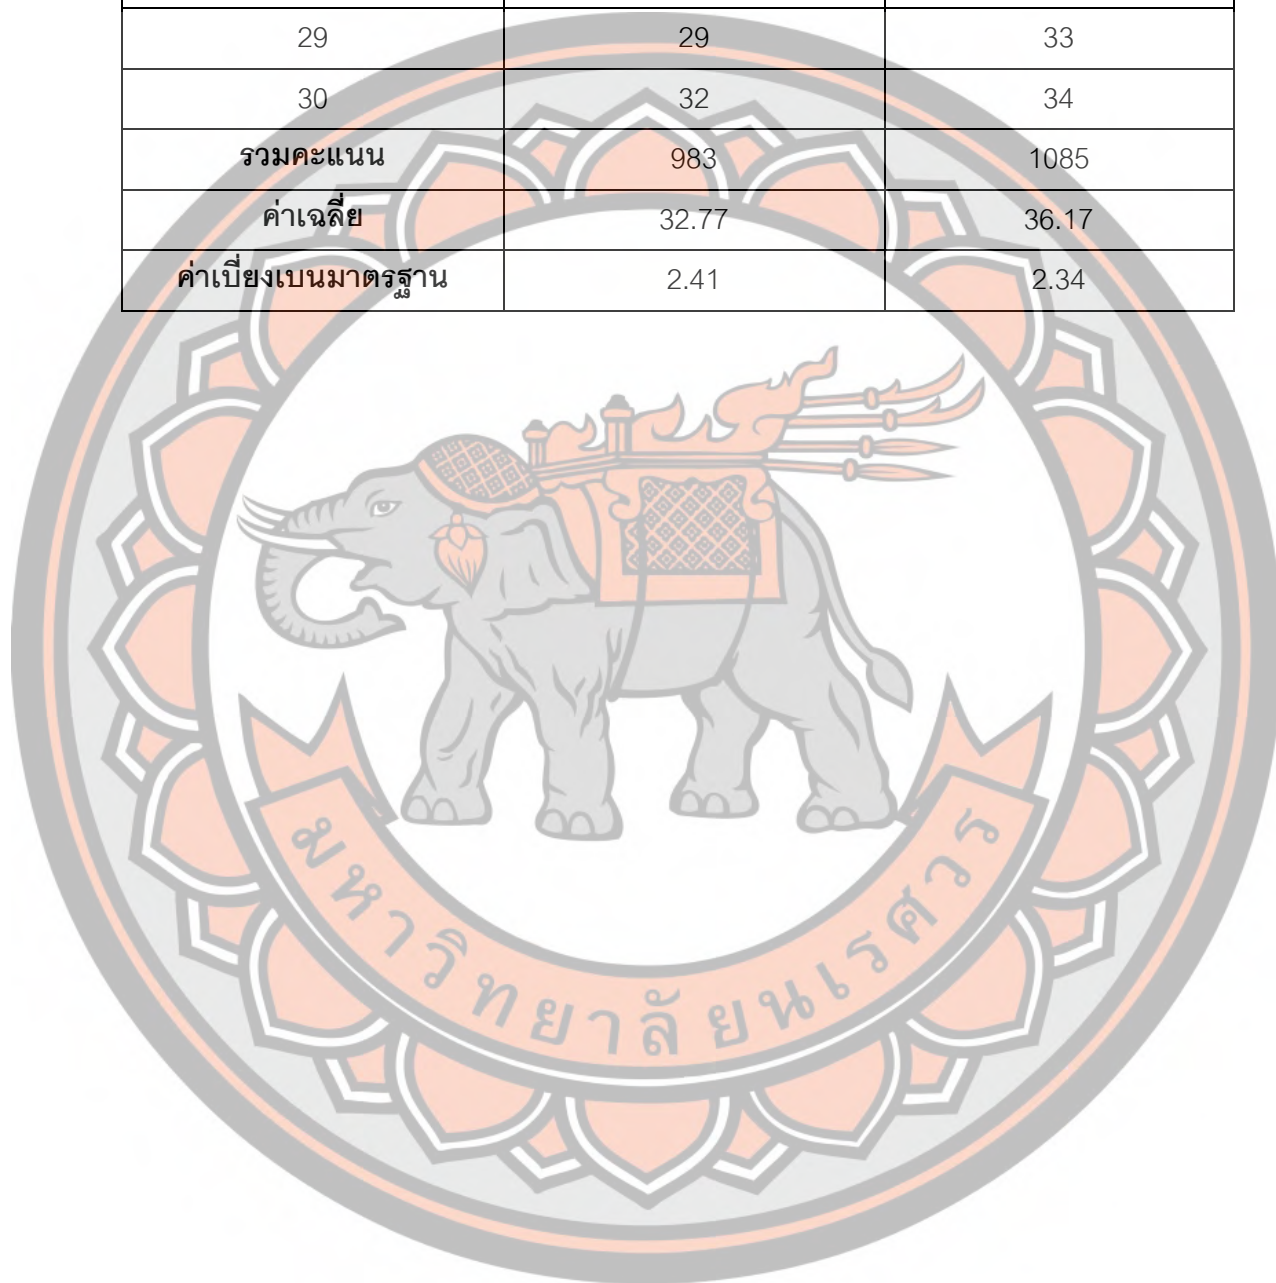 29 29 33
30 32 34
รวมคะแนน 983 1085
ค่าเฉลี่ย 32.77 36.17
ค่าเบี่ยงเบนมาตรฐาน 2.41 2.34
มหาวิทยาลัยนเรศวร